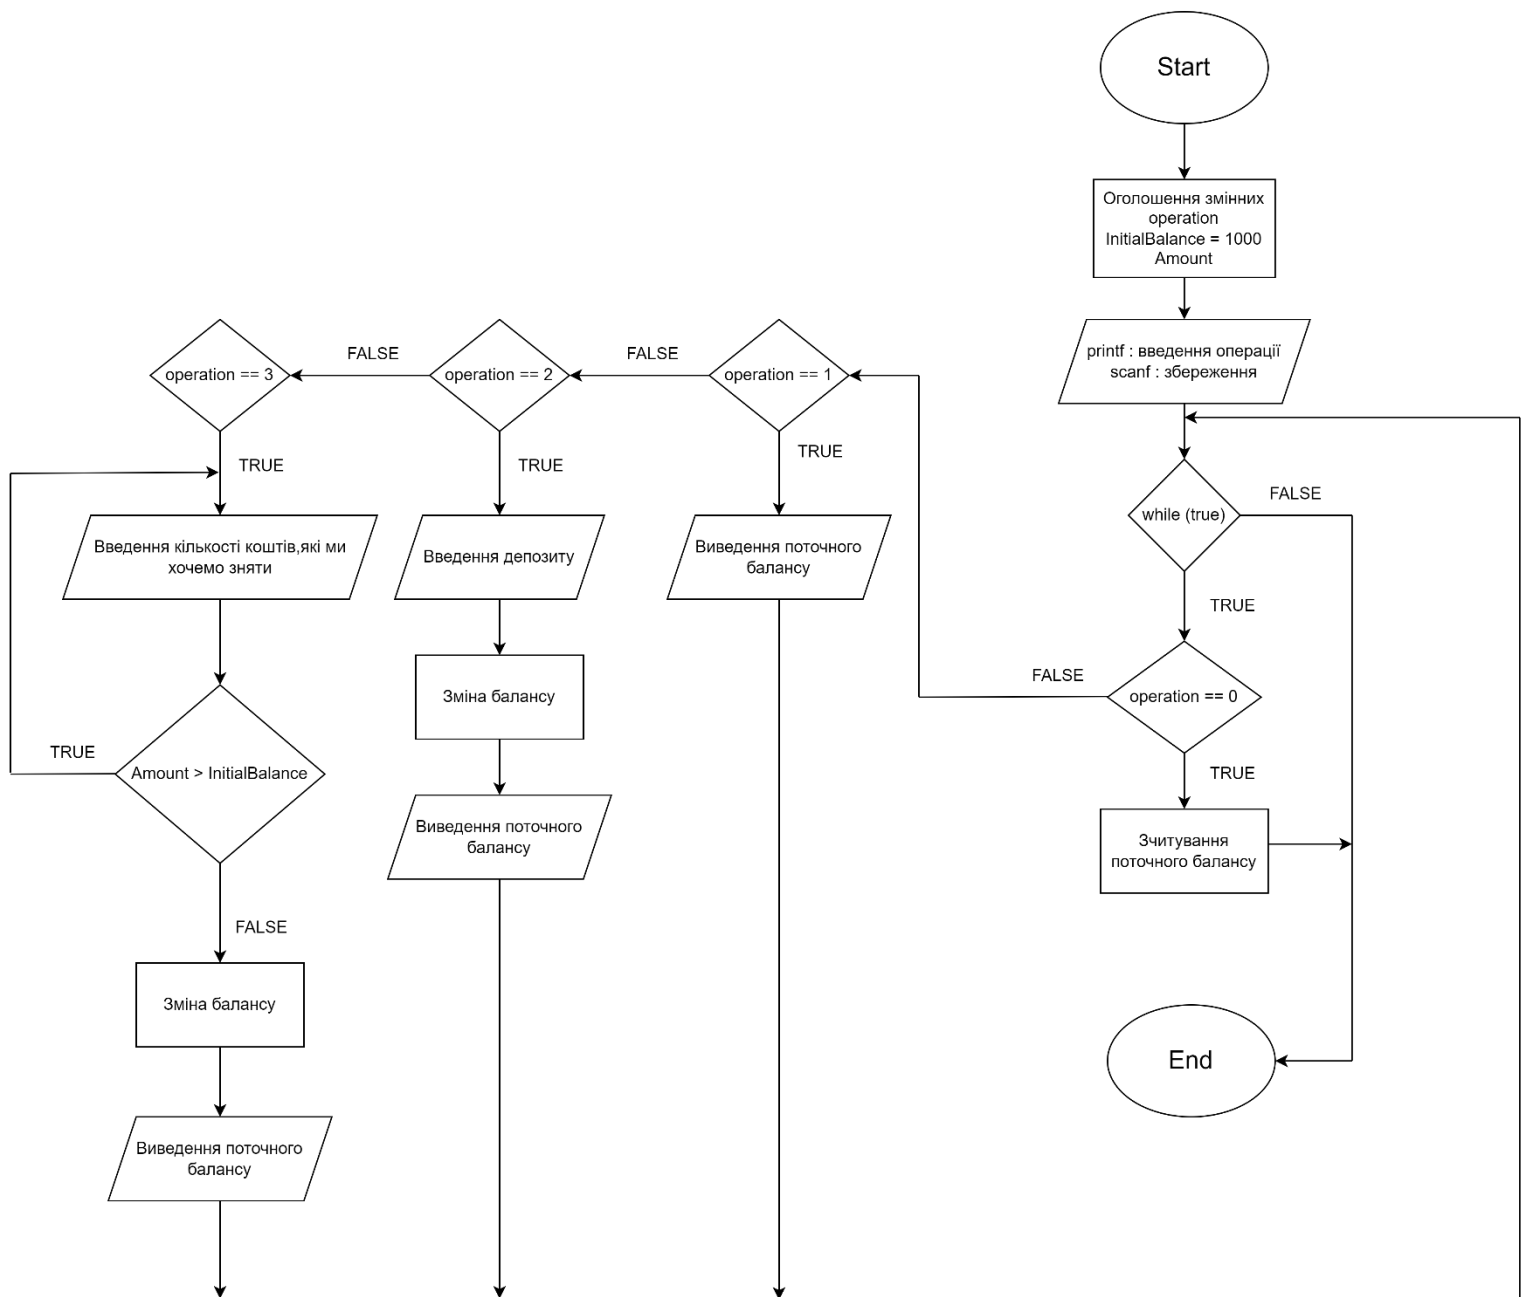 Start
Оголошення змінних
operation
InitialBalance = 1000
Amount
printf : введення операції
scanf : збереження
while (true)
FALSE
TRUE
operation == 0
FALSE
TRUE
Зчитування
поточного балансу
End
operation == 1
FALSE
TRUE
Виведення поточного
балансу
operation == 2
FALSE
TRUE
Введення депозиту
Зміна балансу
Виведення поточного
балансу
operation == 3
TRUE
Введення кількості коштів,які ми
хочемо зняти
Amount > InitialBalance
TRUE
FALSE
Зміна балансу
Виведення поточного
балансу